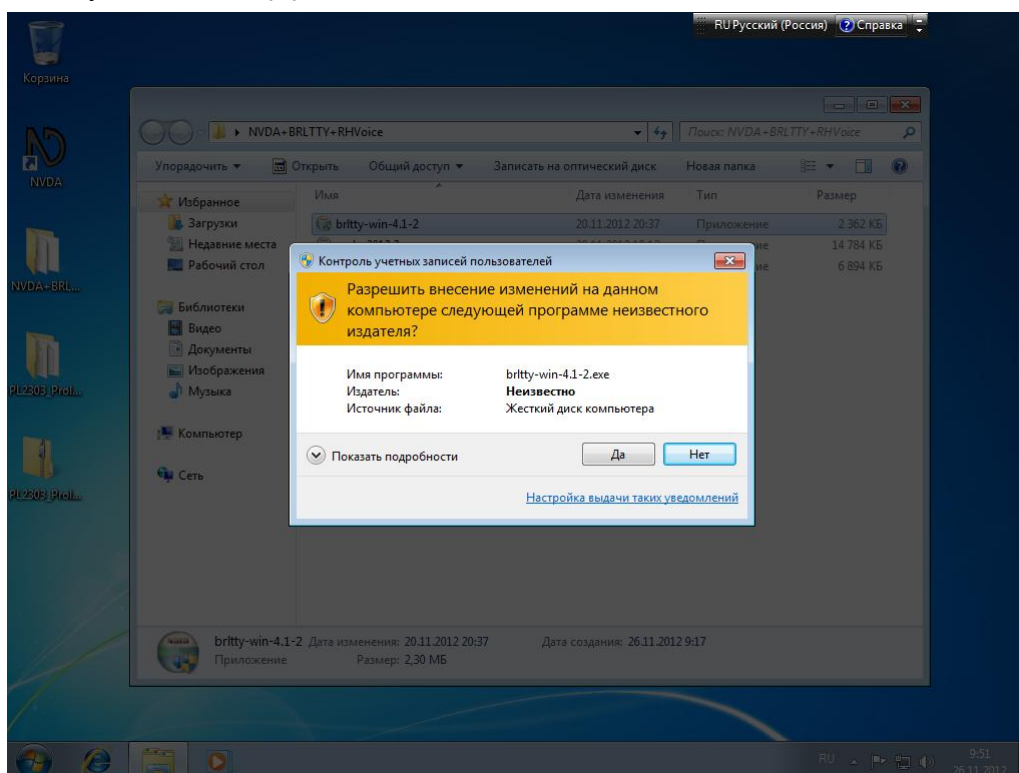 RU Русский (Россия) Справка
Корзина
NVDA+BRLTTY+RHVoice
Поиск: NVDA+BRLTTY+RHVoice
NVDA
Упорядочить Открыть Общий доступ Записать на оптический диск Новая папка
Имя Дата изменения Тип Размер
Избранное
Загрузки
brltty-win-4.1-2 20.11.2012 20:37 Приложение 2 362 КБ
Недавние места
14 784 КБ
Рабочий стол
6 894 КБ
NVDA+BRL...
Библиотеки
Видео
Документы
Изображения
Музыка
Компьютер
Сеть
Контроль учетных записей пользователей
Разрешить внесение изменений на данном
компьютере следующей программе неизвестного
издателя?
Имя программы: brltty-win-4.1-2.exe
Издатель: Неизвестно
Источник файла: Жесткий диск компьютера
Показать подробности Да Нет
Настройка выдачи таких уведомлений
PL2303_Proli...
PL2303_Proli...
brltty-win-4.1-2 Дата изменения: 20.11.2012 20:37 Дата создания: 26.11.2012 9:17
Приложение Размер: 2,30 МБ
RU 9:51
26.11.2012